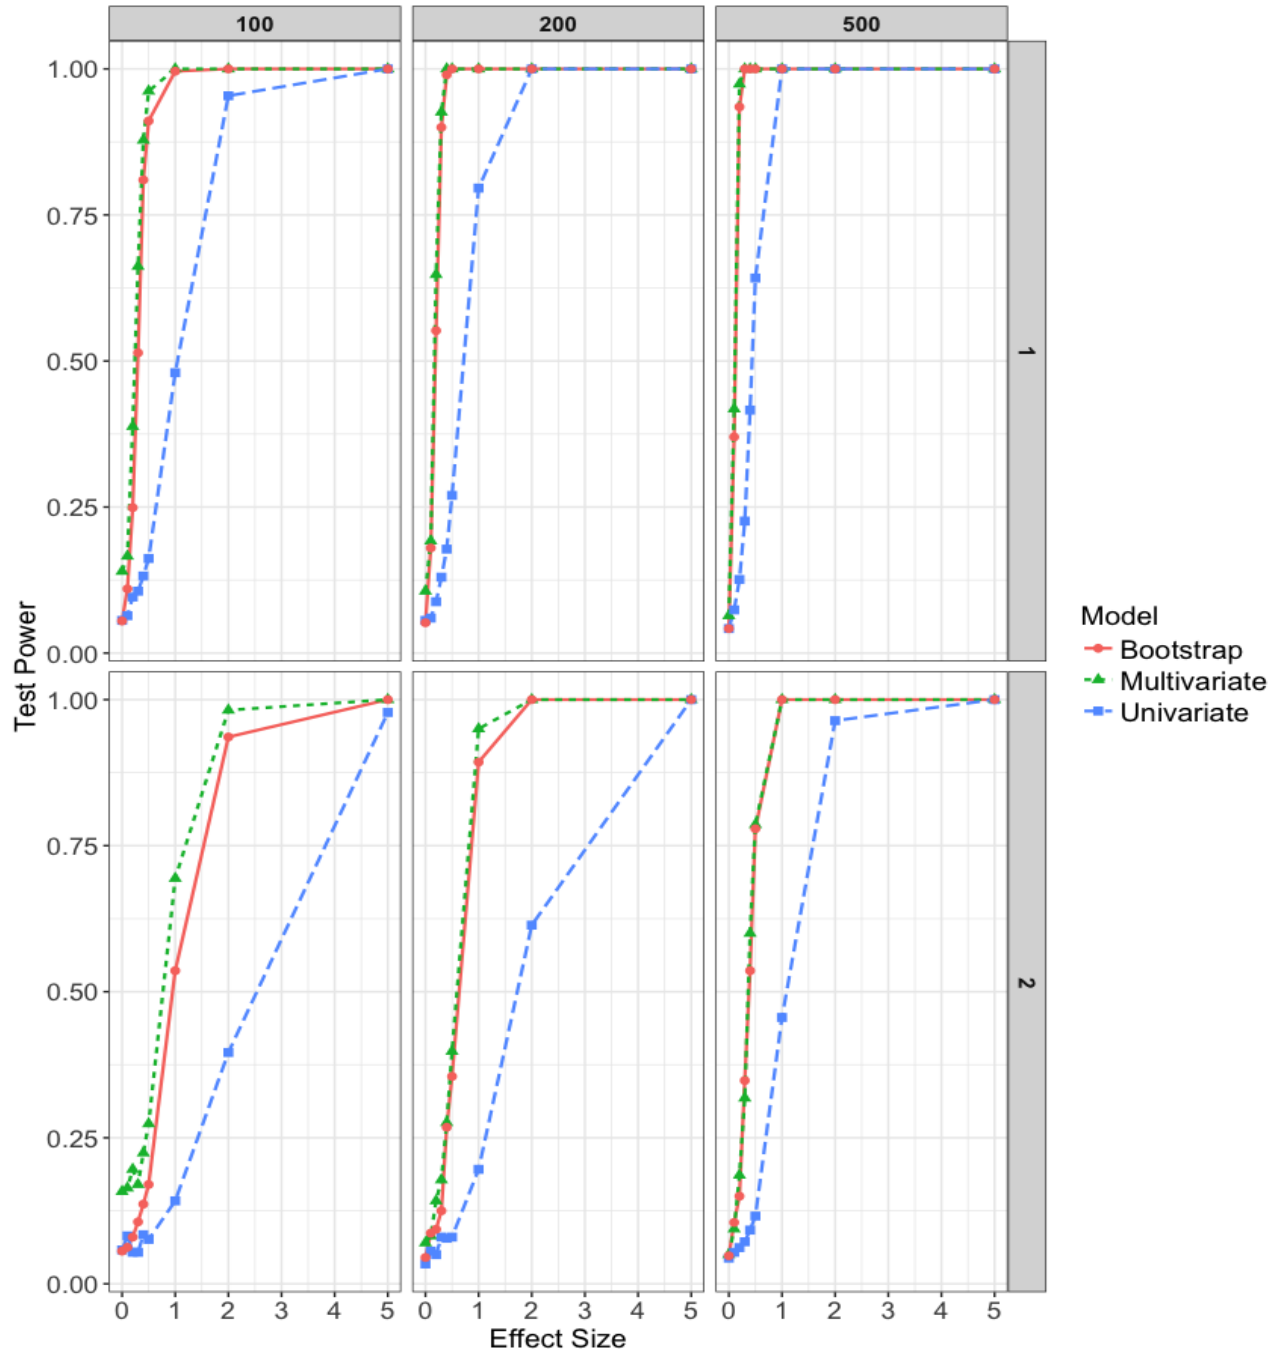 100 200 500
1.00
0.75
0.50
0.25
0.00
1
Test Power
1.00
0.75
0.50
0.25
0.00
2
0 1 2 3 4 5 0 1 2 3 4 5 0 1 2 3 4 5
Effect Size
Model
Bootstrap
Multivariate
Univariate